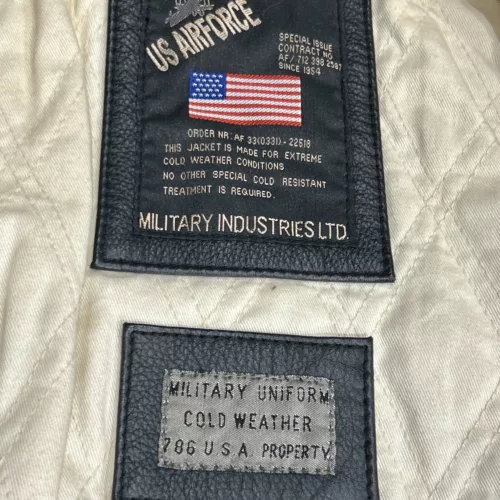 US AIRFORCE
SPECIAL ISSUE
CONTRACT NO
AF / 712 398 2587
SINCE 1954
ORDER NR: AF 33(033)- 22518
THIS JACKET IS MADE FOR EXTREME
COLD WEATHER CONDITIONS
NO OTHER SPECIAL COLD RESISTANT
TREATMENT IS REQUIRED.
MILITARY INDUSTRIES LTD.
MILITARY UNIFORM
COLD WEATHER
786 U.S.A. PROPERTY